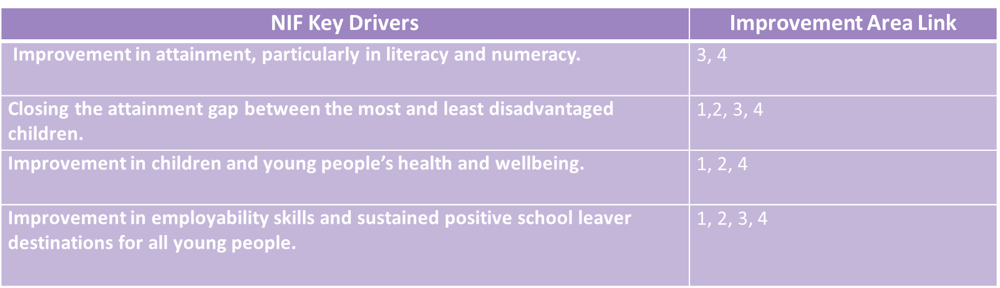 NIF Key Drivers Improvement Area Link
Improvement in attainment, particularly in literacy and numeracy. 3, 4
Closing the attainment gap between the most and least disadvantaged 1,2, 3, 4
children.
Improvement in children and young people’s health and wellbeing. 1, 2, 4
Improvement in employability skills and sustained positive school leaver 1, 2, 3, 4
destinations for all young people.